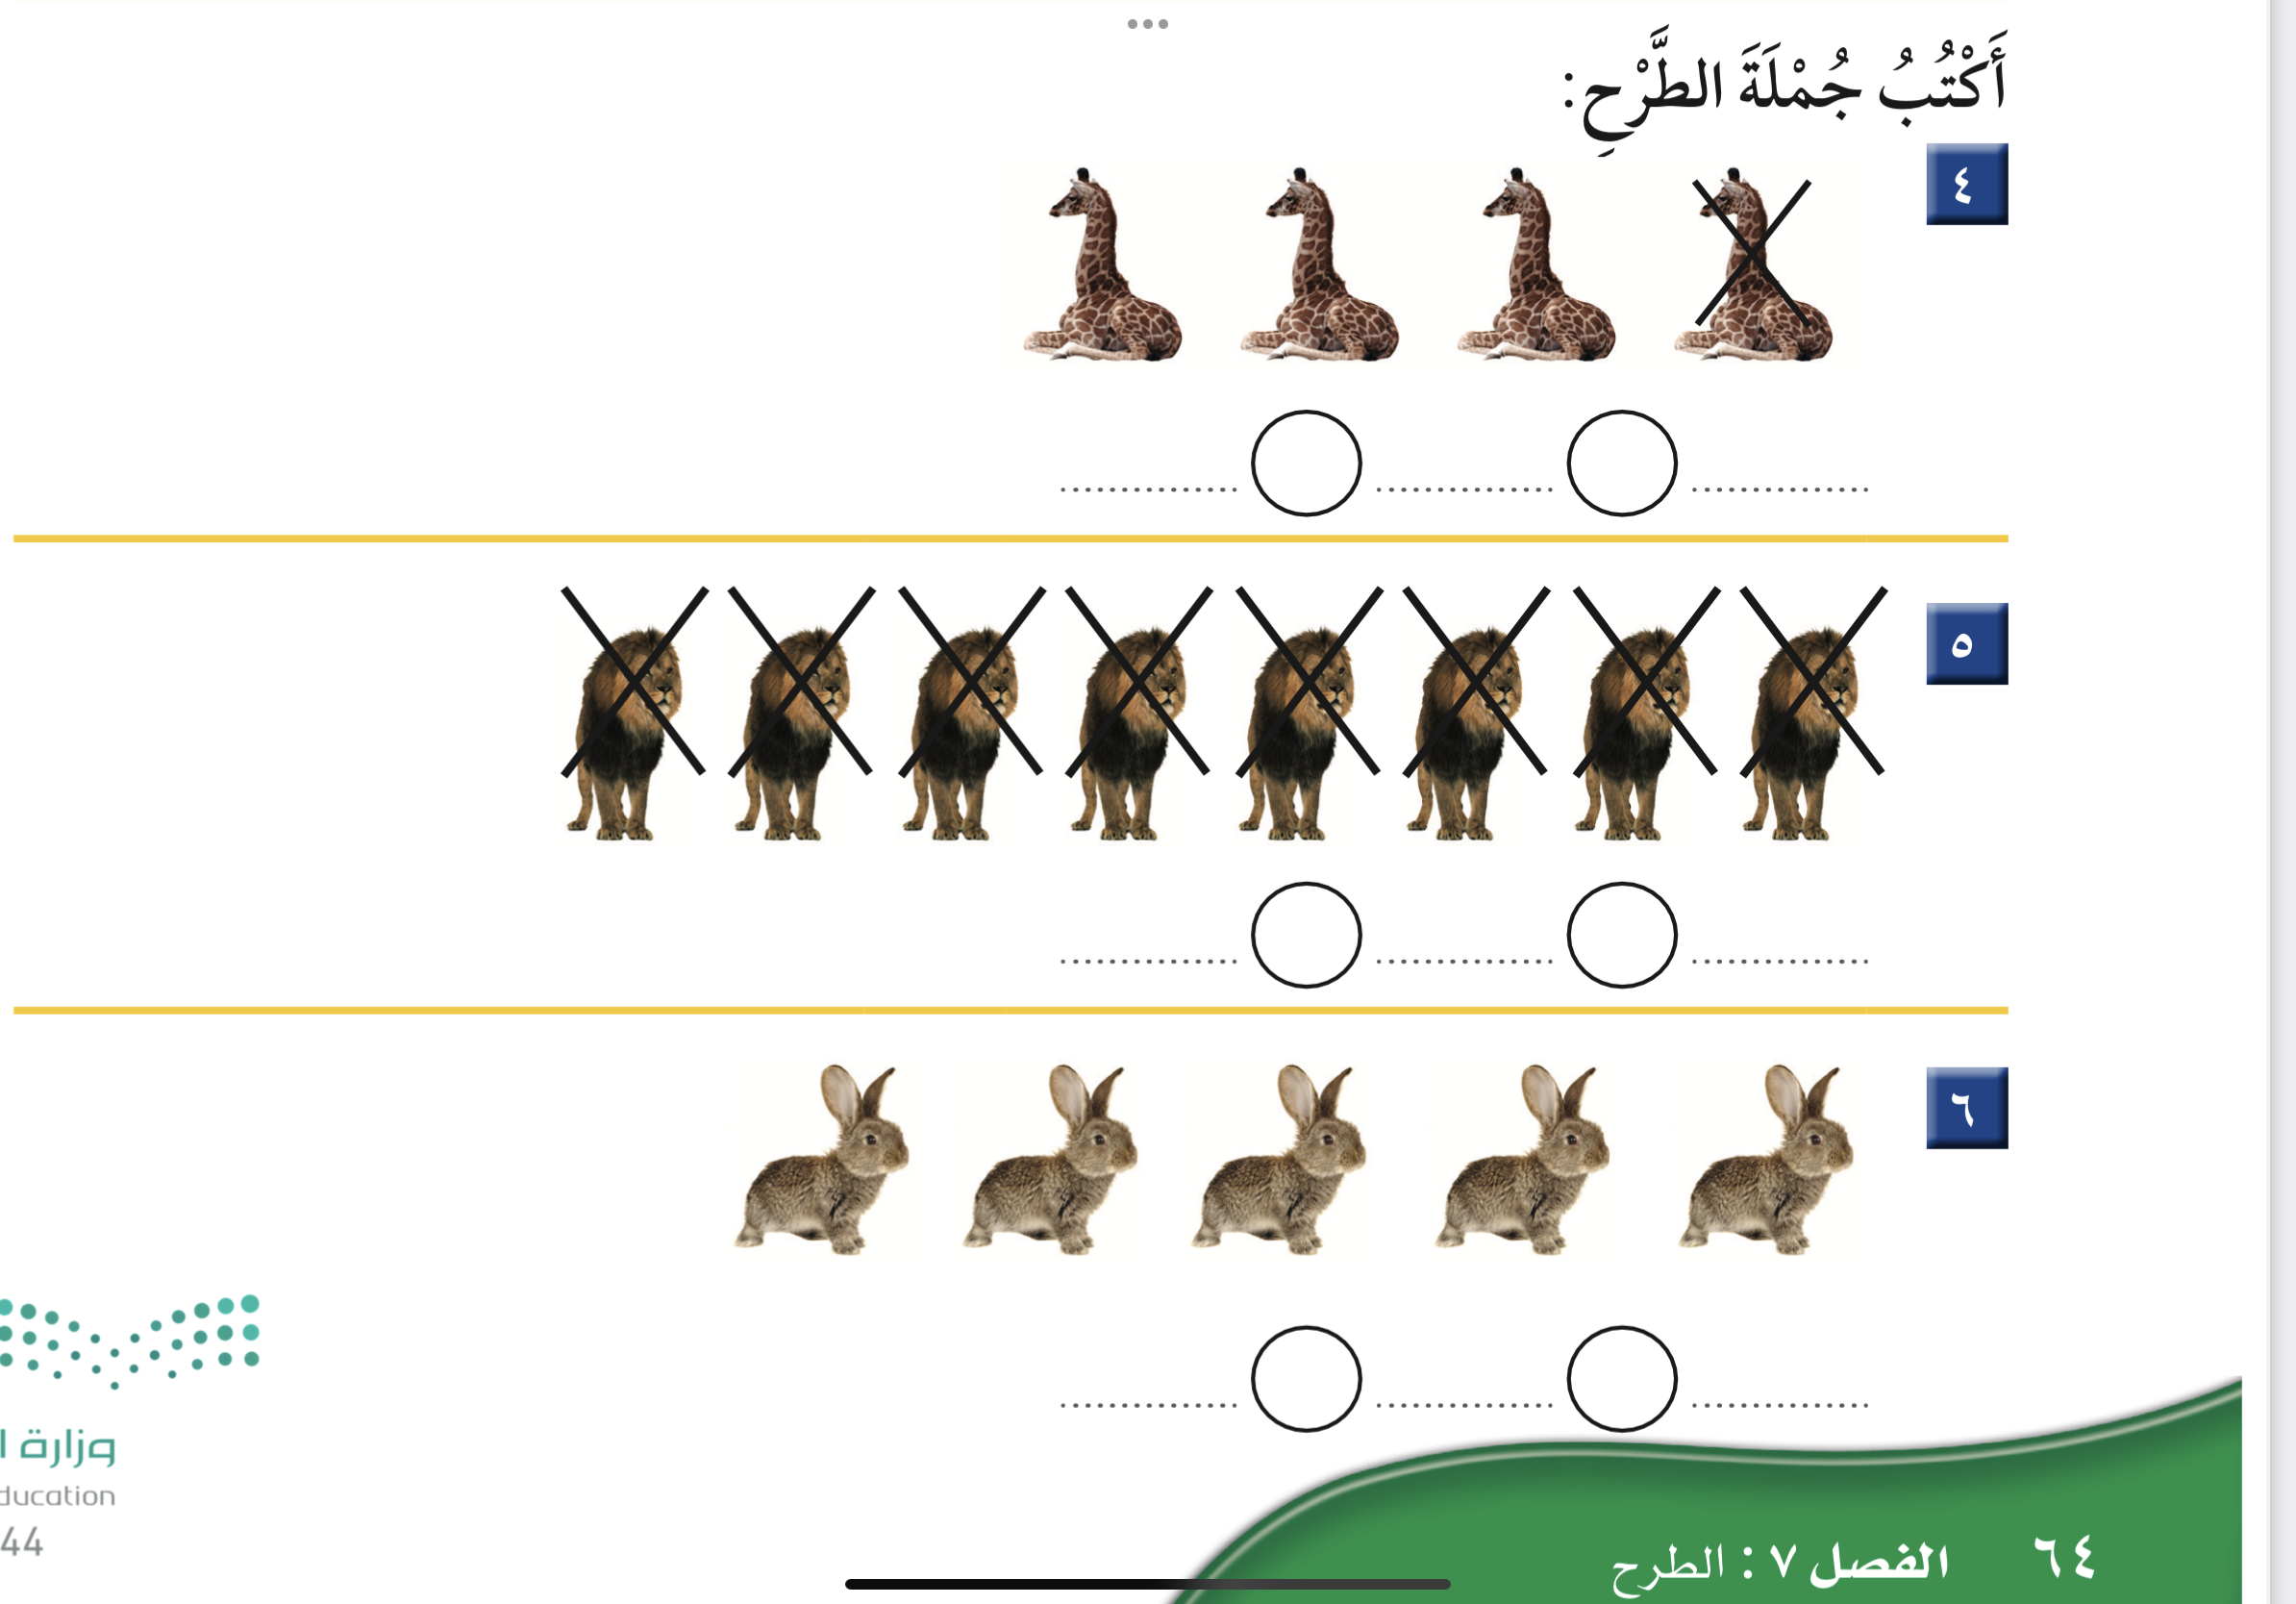 أَكْتُبُ جُمْلَةَ الطَّرْحِ:
٤
٥
٦
وزارة ا
ducation
44
٦٤ الفصل ٧ : الطرح